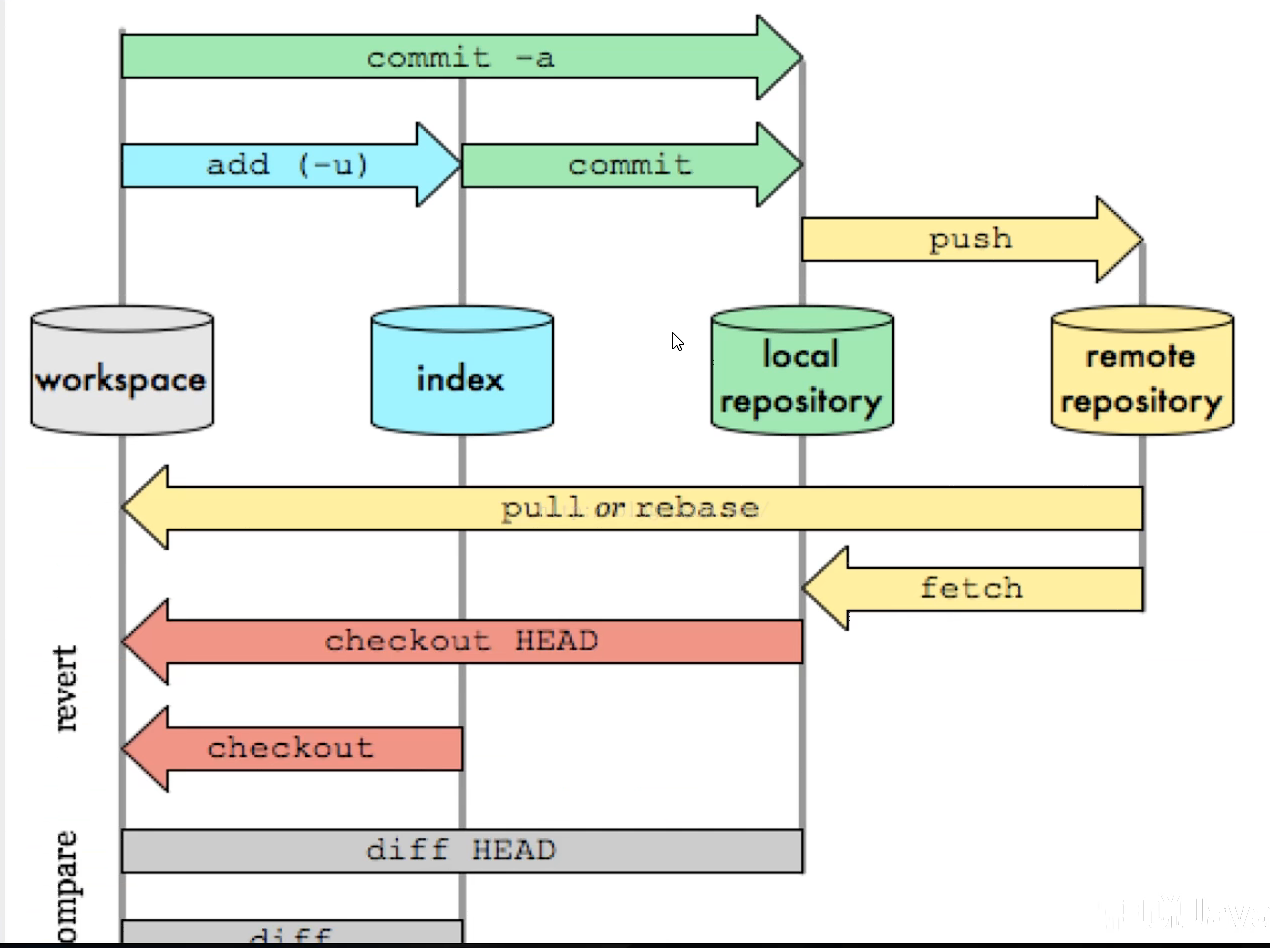 commit -a
add (-u)
commit
push
workspace
index
local
repository
remote
repository
pull or rebase
fetch
revert
checkout HEAD
checkout
ompare
diff HEAD
diff